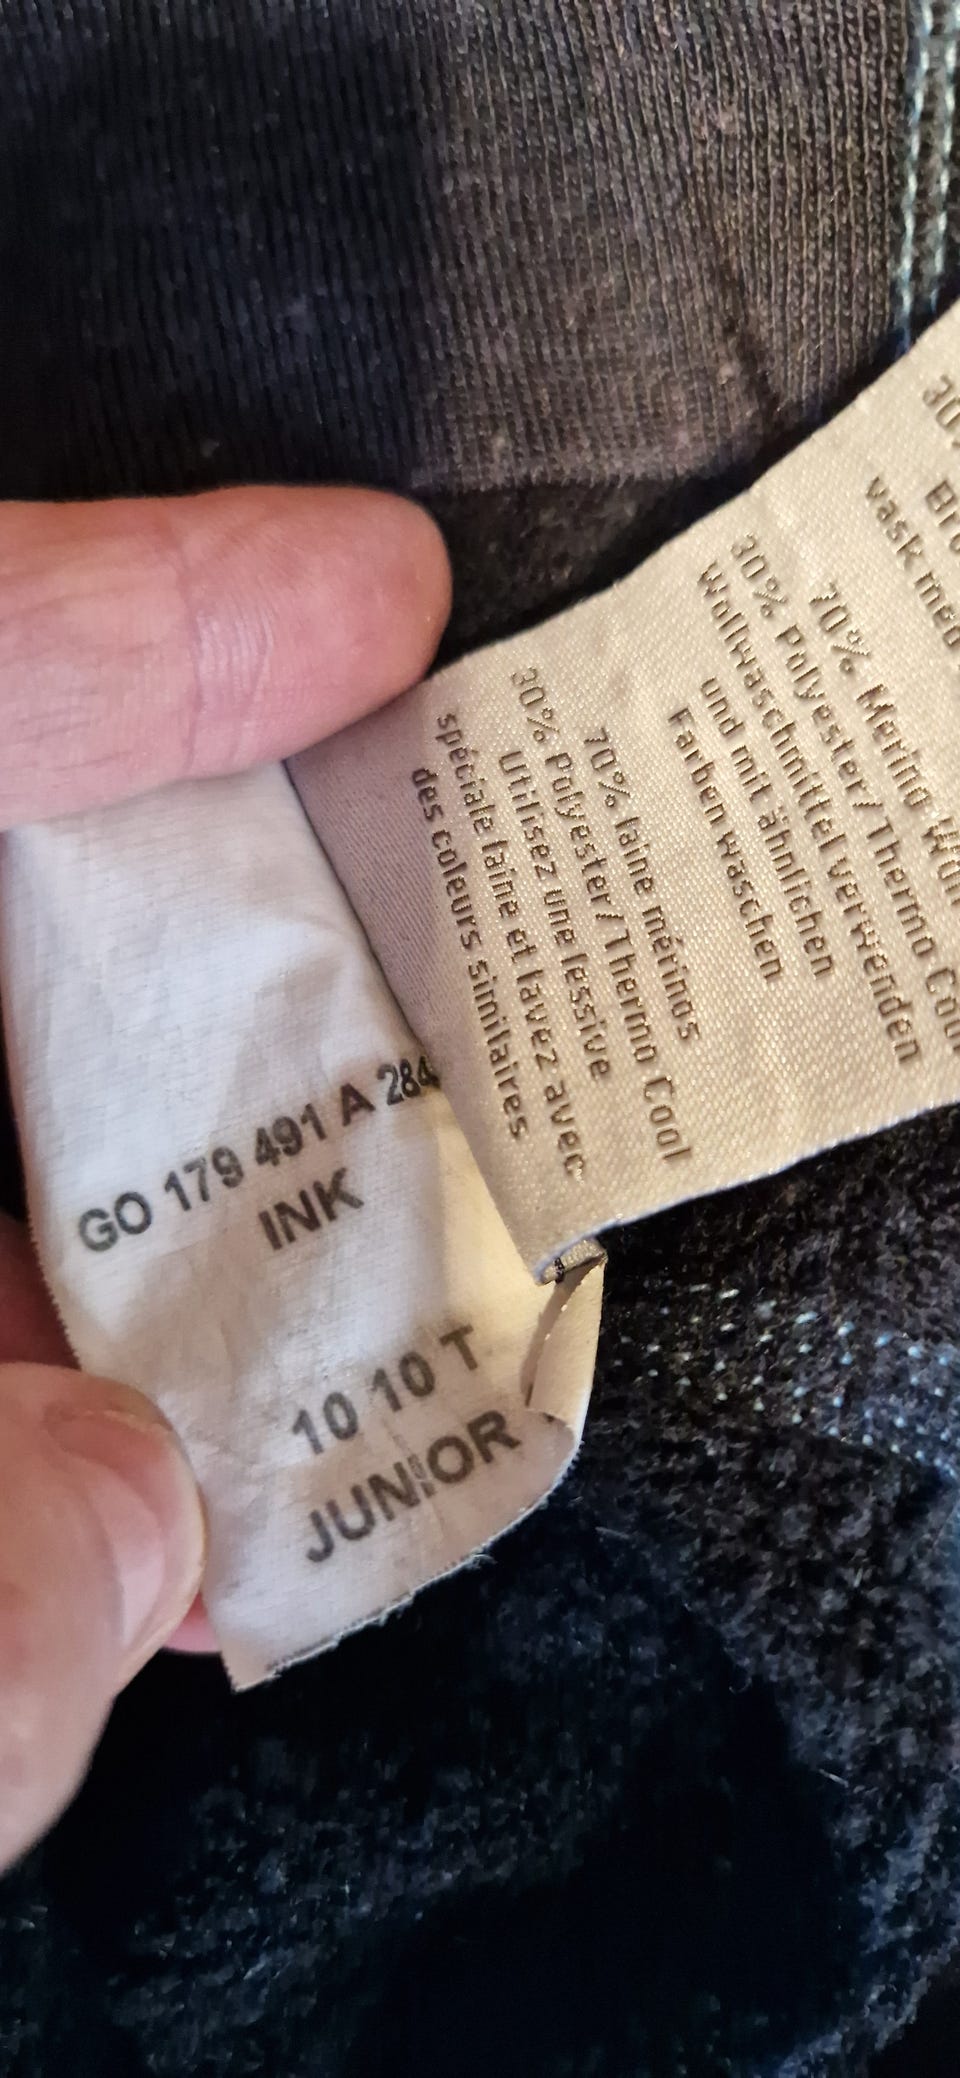 vask med
70% Merino
30% Polyester/Thermo Cool
Wollwaschmittel verwenden
und mit ähnlichen
Farben waschen
70% laine mérinos
30% Polyester/Thermo Cool
Utilisez une lessive
spéciale laine et lavez avec
des coleurs similaires
GO 179 491 A 284
INK
10 10 T
JUNIOR